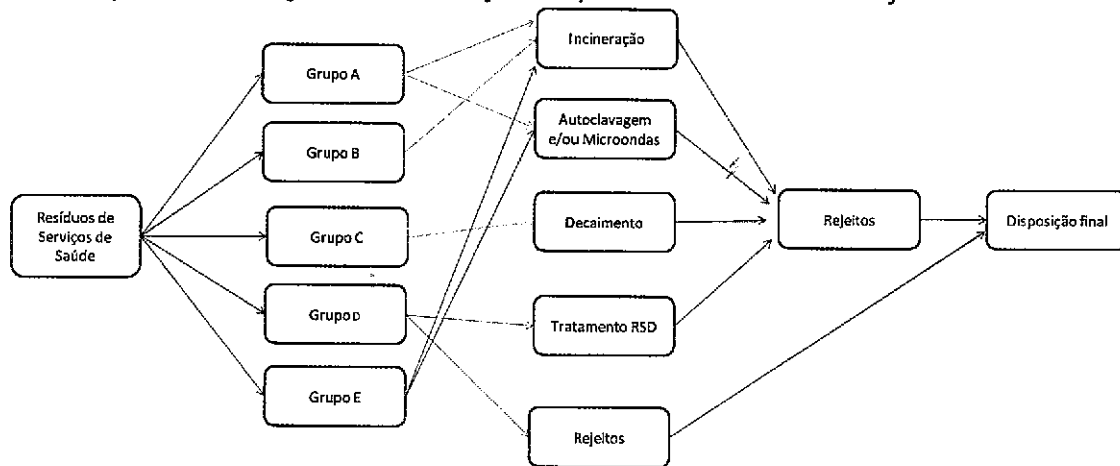 Resíduos de
Serviços de
Saúde
Grupo A
Grupo B
Grupo C
Grupo D
Grupo E
Incineração
Autoclavagem
e/ou Microondas
Decaimento
Tratamento RSD
Rejeitos
Rejeitos
Disposição final